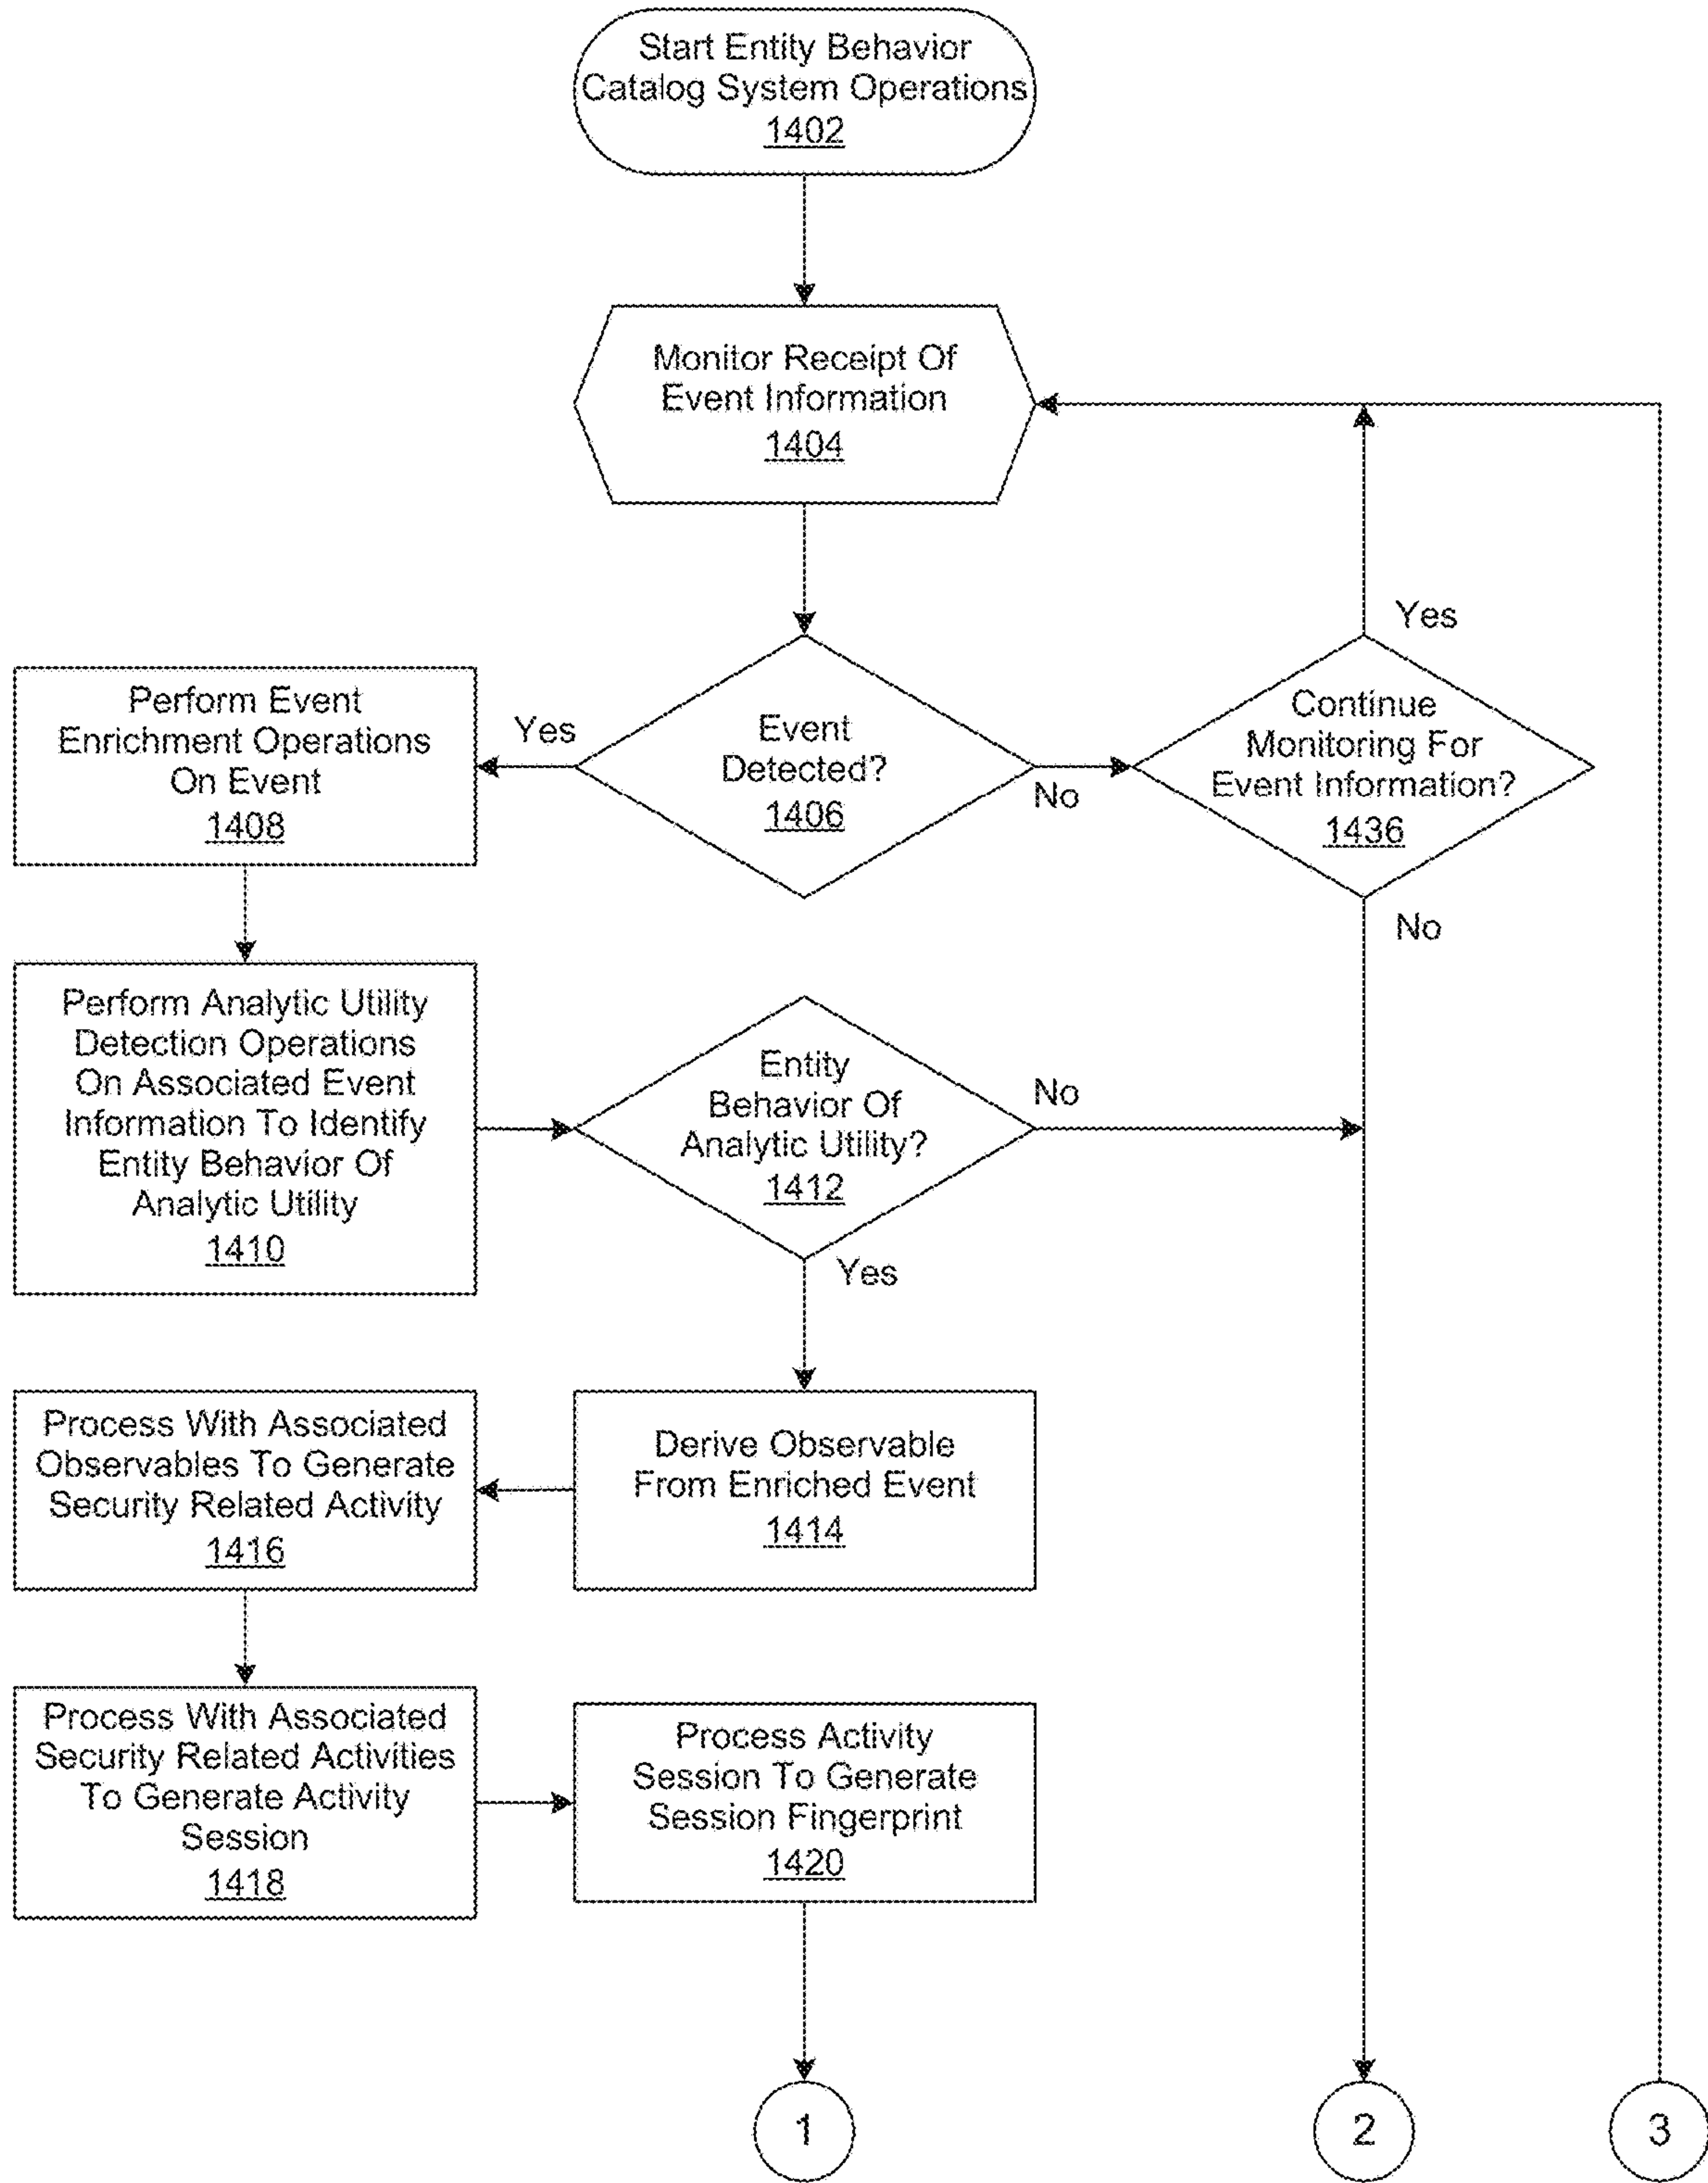 Start Entity Behavior
Catalog System Operations
1402
Monitor Receipt Of
Event Information
1404
Yes
Perform Event
Enrichment Operations
On Event
1408
Yes
Event
Detected?
1406
No
Continue
Monitoring For
Event Information?
1436
No
Perform Analytic Utility
Detection Operations
On Associated Event
Information To Identify
Entity Behavior Of
Analytic Utility
1410
Entity
Behavior Of
Analytic Utility?
1412
No
Yes
Process With Associated
Observables To Generate
Security Related Activity
1416
Derive Observable
From Enriched Event
1414
Process With Associated
Security Related Activities
To Generate Activity
Session
1418
Process Activity
Session To Generate
Session Fingerprint
1420
1
2
3